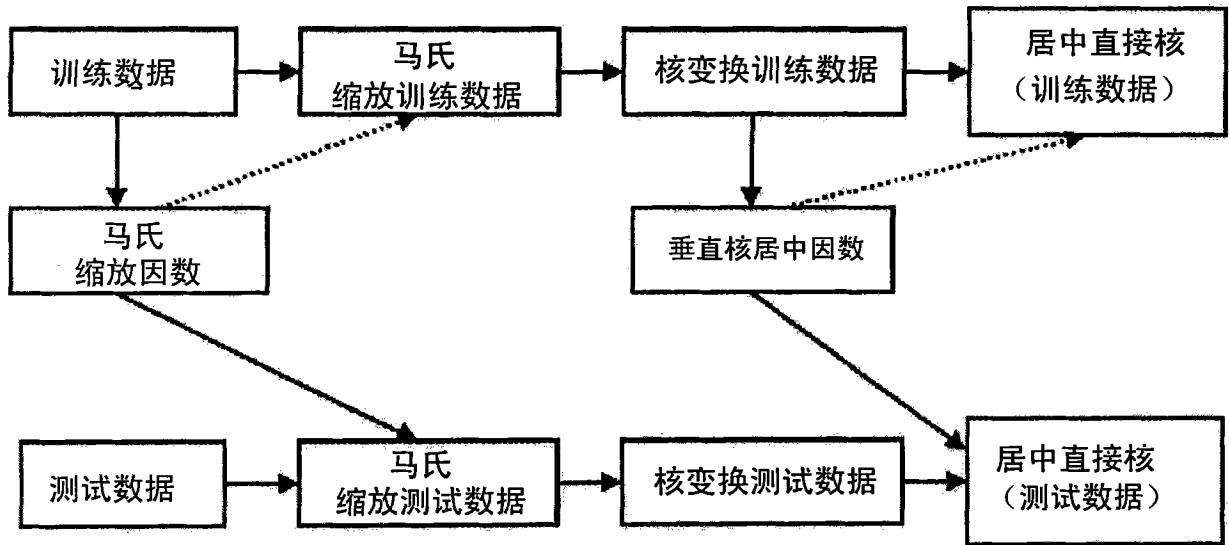 训练数据
马氏
缩放训练数据
核变换训练数据
居中直接核
（训练数据）
马氏
缩放因数
垂直核居中因数
测试数据
马氏
缩放测试数据
核变换测试数据
居中直接核
（测试数据）